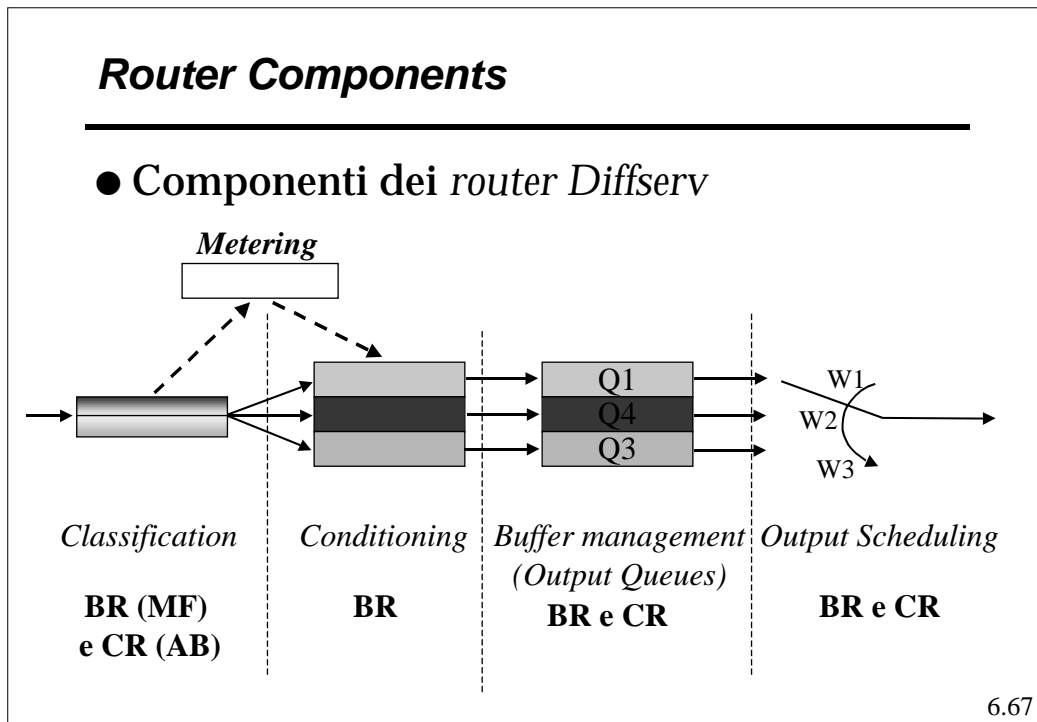 Router Components
● Componenti dei router Diffserv
Metering
Q1
Q4
Q3
W1
W2
W3
Classification
Conditioning
Buffer management
(Output Queues)
Output Scheduling
BR (MF)
e CR (AB)
BR
BR e CR
BR e CR
6.67